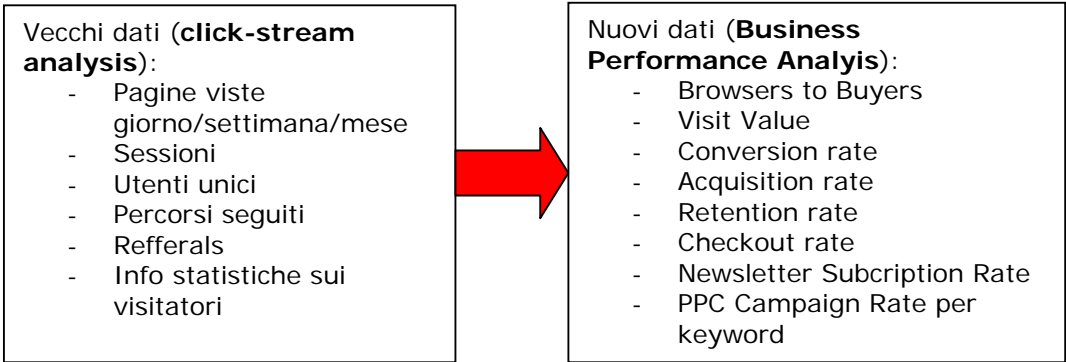 Vecchi dati (click-stream
analysis):
- Pagine viste
giorno/settimana/mese
- Sessioni
- Utenti unici
- Percorsi seguiti
- Refferals
- Info statistiche sui
visitatori
Nuovi dati (Business
Performance Analyis):
- Browsers to Buyers
- Visit Value
- Conversion rate
- Acquisition rate
- Retention rate
- Checkout rate
- Newsletter Subcription Rate
- PPC Campaign Rate per
keyword